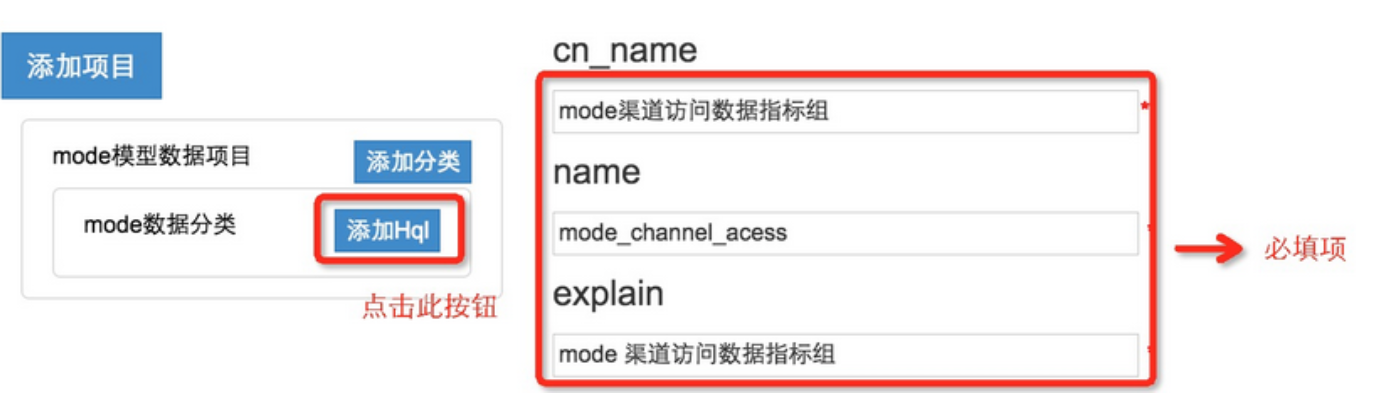 添加项目
mode模型数据项目
添加分类
mode数据分类
添加Hql
点击此按钮
cn_name
mode渠道访问数据指标组
*
name
mode_channel_acess
*
explain
mode 渠道访问数据指标组
*
必填项